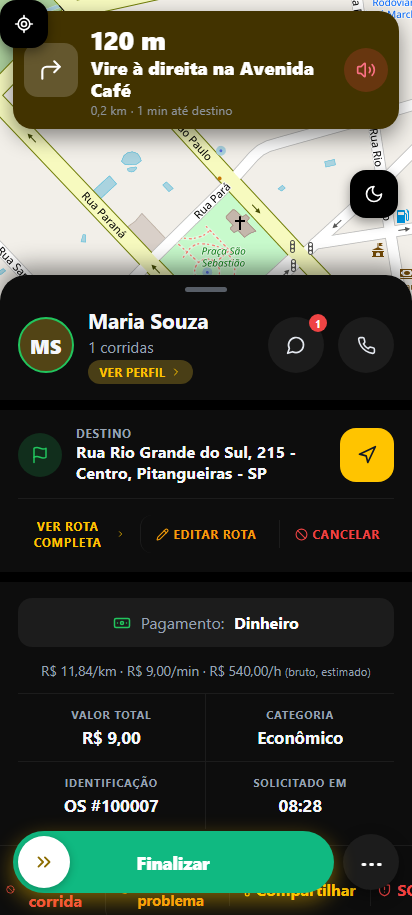 Rodovia
120 m
Vire à direita na Avenida
Café
0,2 km · 1 min até destino
Paulo
Rua Pará
Rua Paraná
Praça São
Sebastião
MS
Maria Souza
1 corridas
1
VER PERFIL
DESTINO
Rua Rio Grande do Sul, 215 -
Centro, Pitangueiras - SP
VER ROTA
COMPLETA
EDITAR ROTA
CANCELAR
Pagamento: Dinheiro
R$ 11,84/km · R$ 9,00/min · R$ 540,00/h (bruto, estimado)
VALOR TOTAL
R$ 9,00
CATEGORIA
Econômico
IDENTIFICAÇÃO
OS #100007
SOLICITADO EM
08:28
Finalizar
corrida
problema
Compartilhar